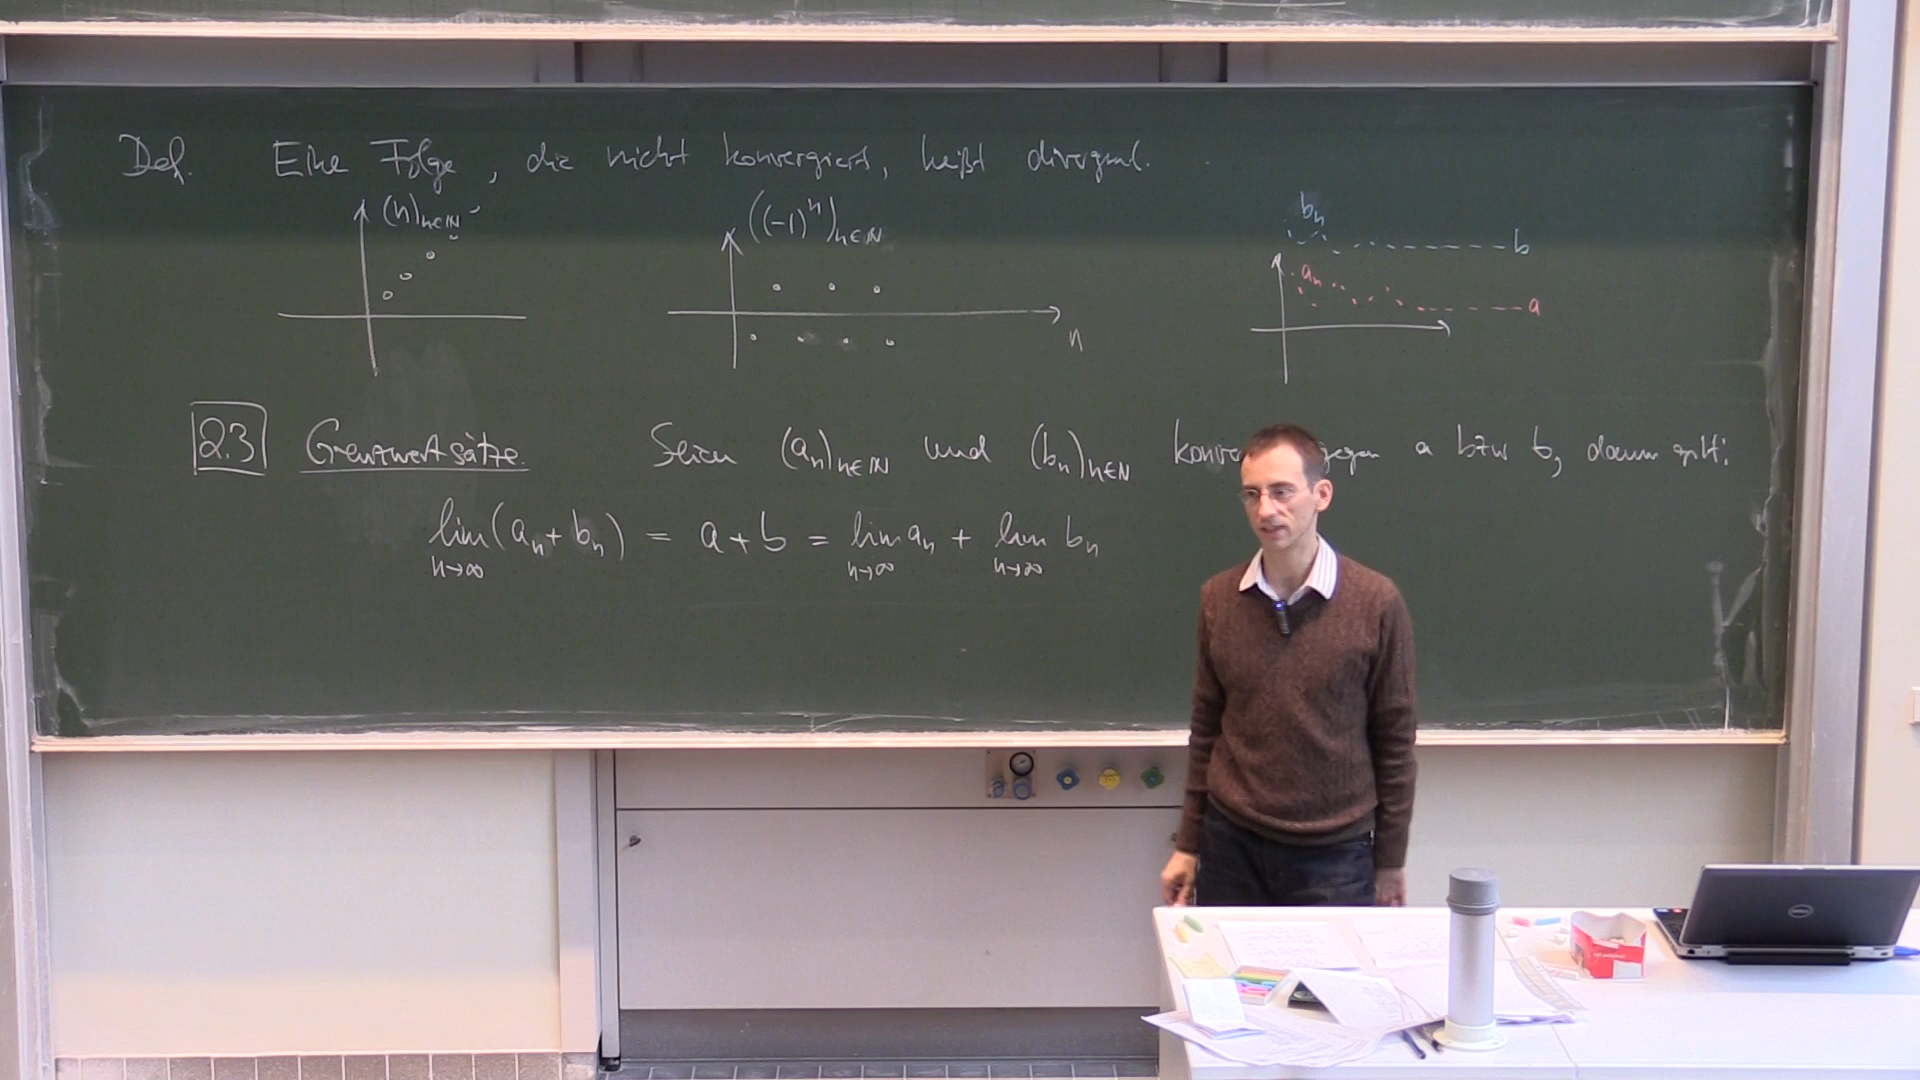 Def. Eine Folge, die nicht konvergiert, heißt divergent.
(n)n∈ℕ
((-1)ⁿ)n∈ℕ
n
bn
b
an
a
2.3 Grenzwertsätze. Seien (an)n∈ℕ und (bn)n∈ℕ gegen a bzw b, dann gilt:
lim n→∞ (an + bn) = a + b = lim n→∞ an + lim n→∞ bn
DELL